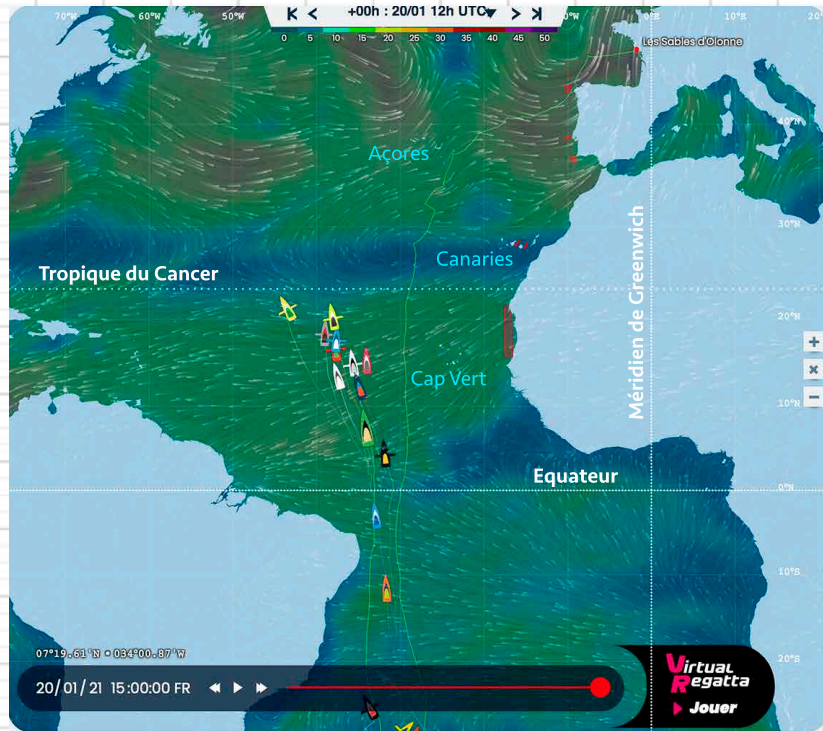 +00h : 20/01 12h UTC
0 5 10 15 20 25 30 35 40 45 50
70°W 60°W 50°W 0°E 10°E
Les Sables d'Olonne
40°N
Açores
30°N
Canaries
Tropique du Cancer
Méridien de Greenwich
20°N
Cap Vert
10°N
Equateur
0°N
10°S
07°19.61'N • 034°00.87'W
20°S
20/01/21 15:00:00 FR
Virtual
Regatta
Jouer